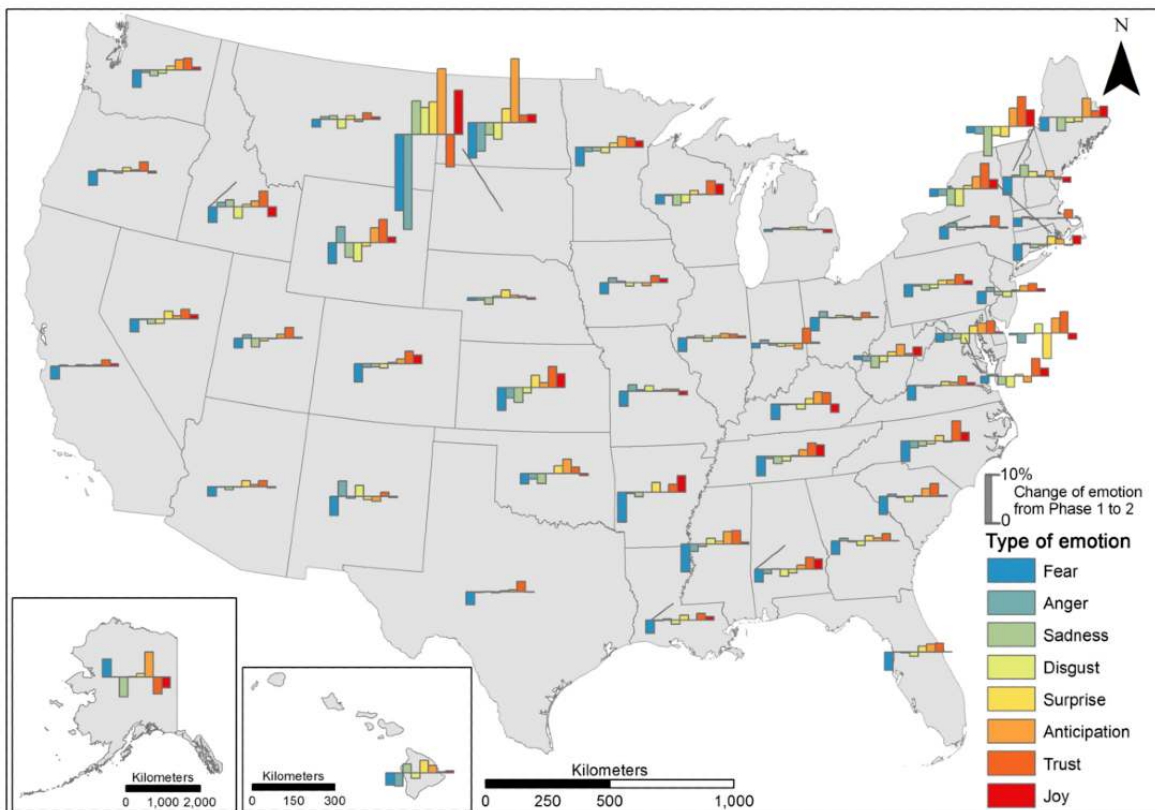 N
10%
0
Change of emotion
from Phase 1 to 2
Type of emotion
Fear
Anger
Sadness
Disgust
Surprise
Anticipation
Trust
Joy
Kilometers
0 1,000 2,000
Kilometers
0 150 300
Kilometers
0 250 500 1,000